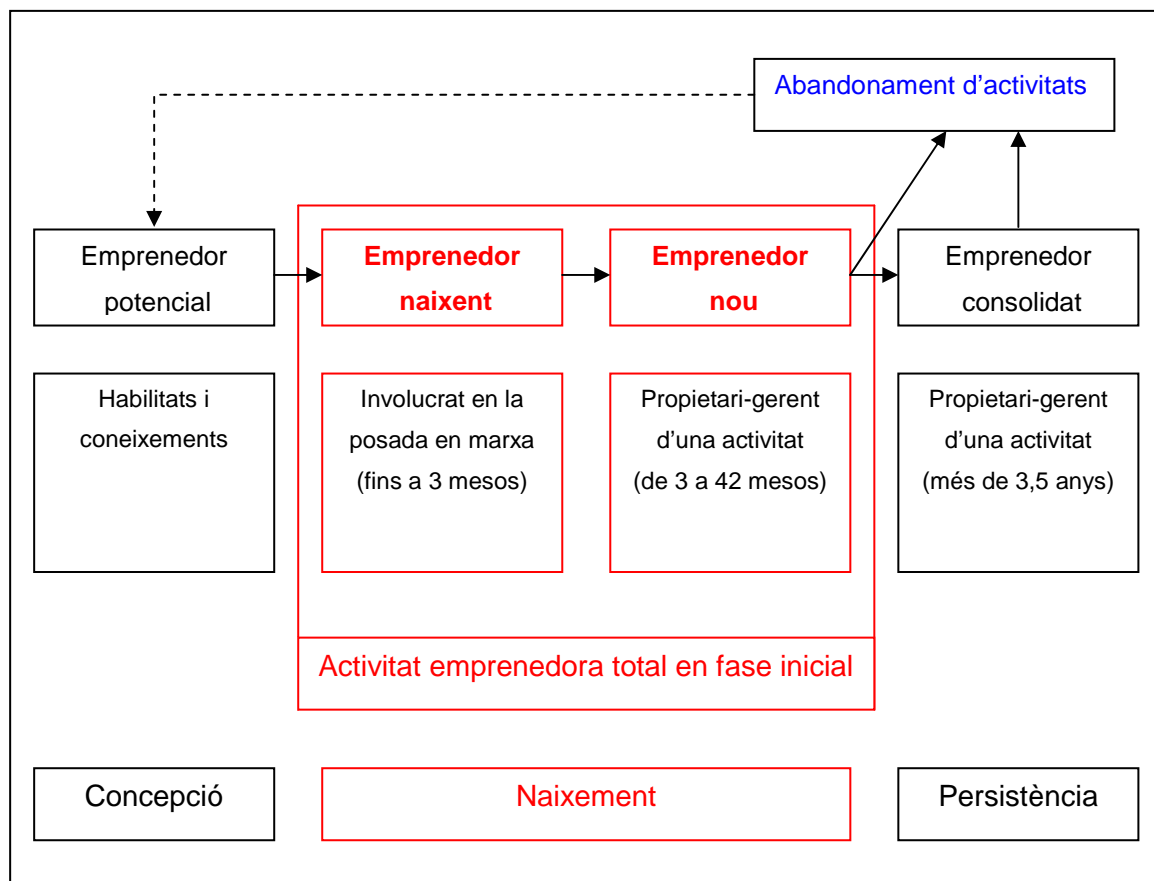 Abandonament d’activitats
Emprenedor
potencial
Emprenedor
naixent
Emprenedor
nou
Emprenedor
consolidat
Habilitats i
coneixements
Involucrat en la
posada en marxa
(fins a 3 mesos)
Propietari-gerent
d’una activitat
(de 3 a 42 mesos)
Propietari-gerent
d’una activitat
(més de 3,5 anys)
Activitat emprenedora total en fase inicial
Concepció
Naixement
Persistència